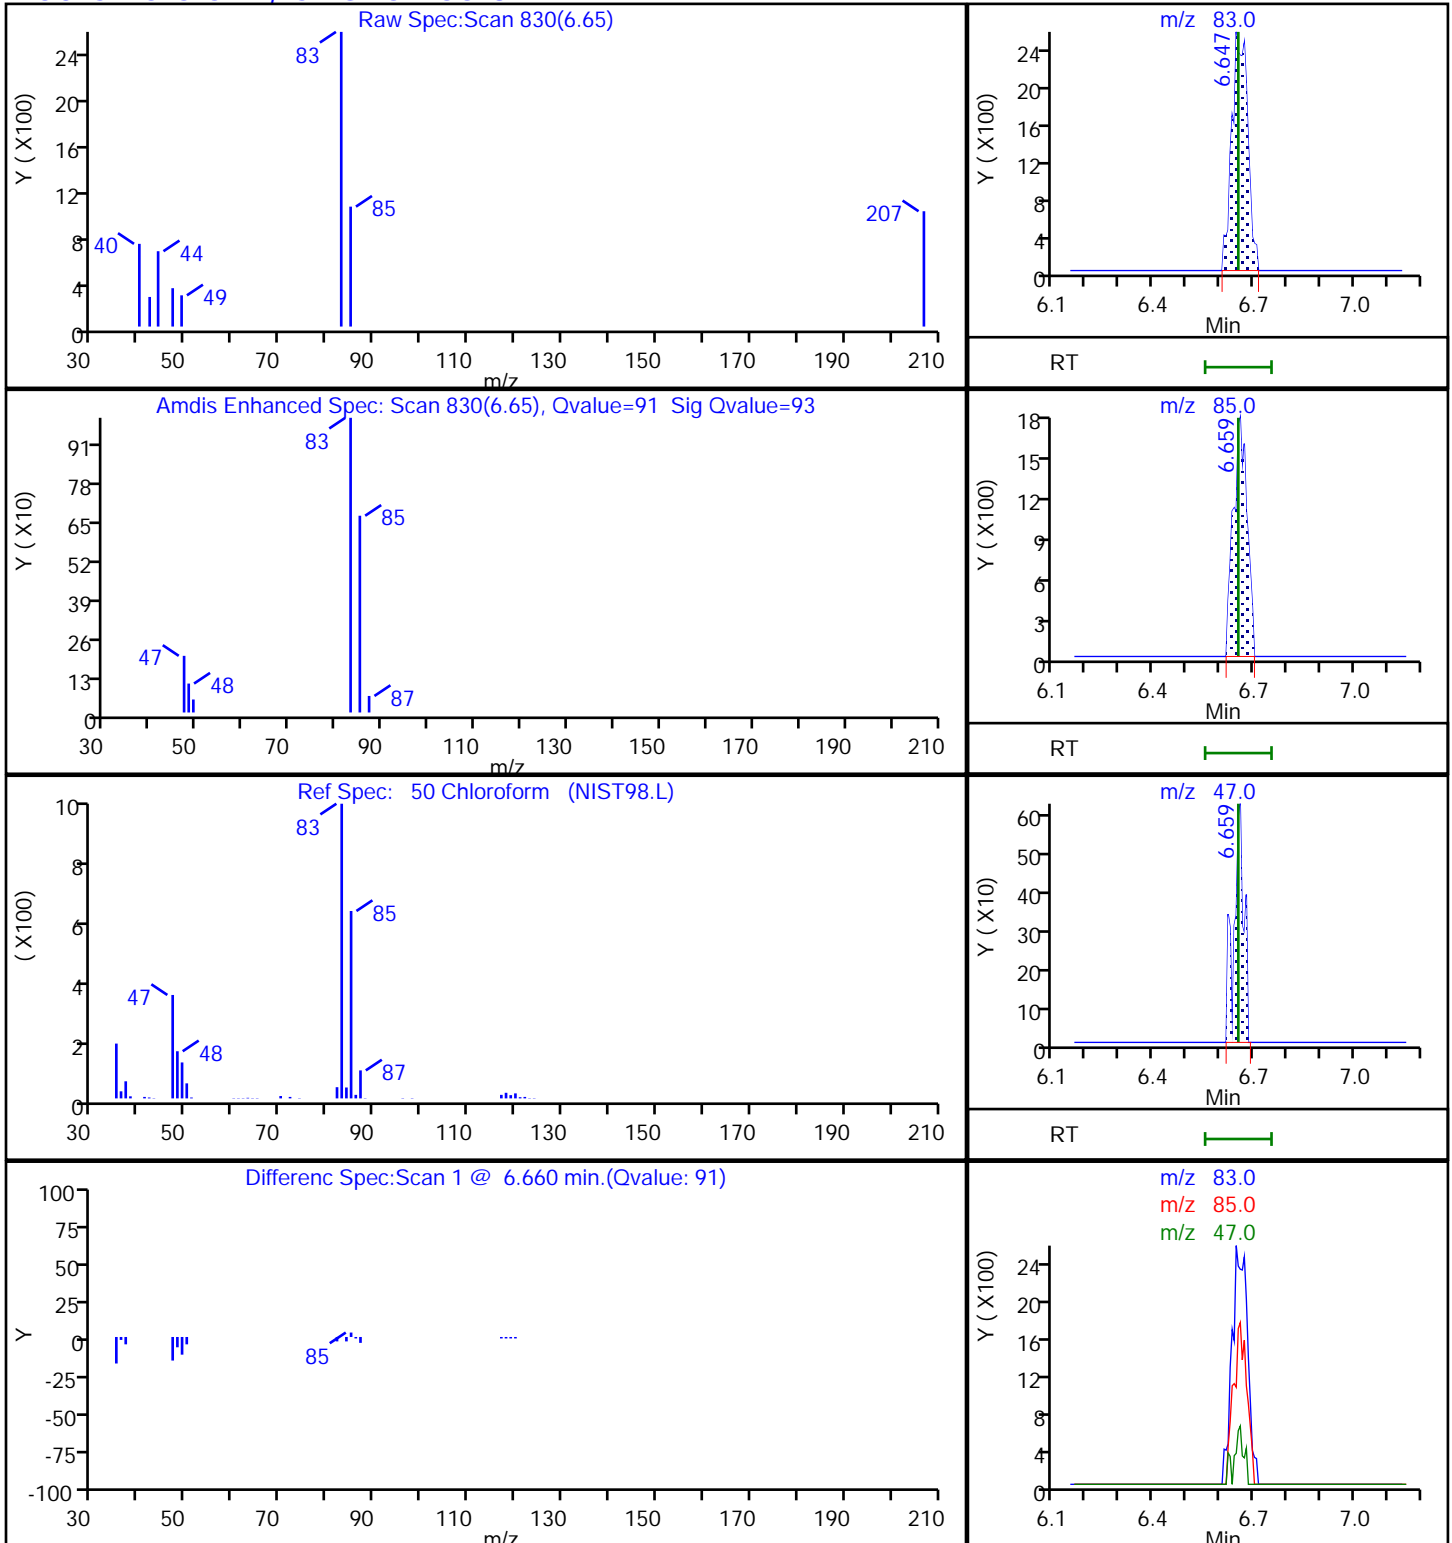 Raw Spec:Scan 830(6.65)
Y ( X100)
24
20
16
12
8
4
0
83
85
207
40
44
49
30 50 70 90 110 130 150 170 190 210
m/z
m/z 83.0
Y ( X100)
24
20
16
12
8
4
0
6.647
6.1 6.4 6.7 7.0
Min
RT
Amdis Enhanced Spec: Scan 830(6.65), Qvalue=91 Sig Qvalue=93
Y ( X10)
91
78
65
52
39
26
13
0
83
85
47
48
87
30 50 70 90 110 130 150 170 190 210
m/z
m/z 85.0
Y ( X100)
18
15
12
9
6
3
0
6.659
6.1 6.4 6.7 7.0
Min
RT
Ref Spec: 50 Chloroform (NIST98.L)
( X100)
10
8
6
4
2
0
83
85
47
48
87
30 50 70 90 110 130 150 170 190 210
m/z 47.0
Y ( X10)
60
50
40
30
20
10
0
6.659
6.1 6.4 6.7 7.0
Min
RT
Differenc Spec:Scan 1 @ 6.660 min.(Qvalue: 91)
Y
100
75
50
25
0
-25
-50
-75
-100
85
30 50 70 90 110 130 150 170 190 210
m/z
m/z 83.0
m/z 85.0
m/z 47.0
Y ( X100)
24
20
16
12
8
4
0
6.1 6.4 6.7 7.0
Min